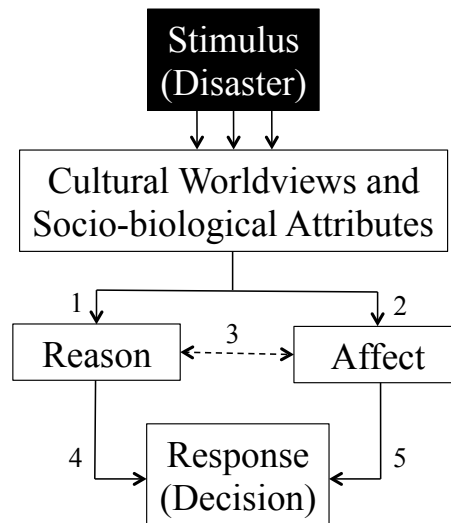 Stimulus
(Disaster)
Cultural Worldviews and
Socio-biological Attributes
1
2
3
Reason
Affect
4
5
Response
(Decision)